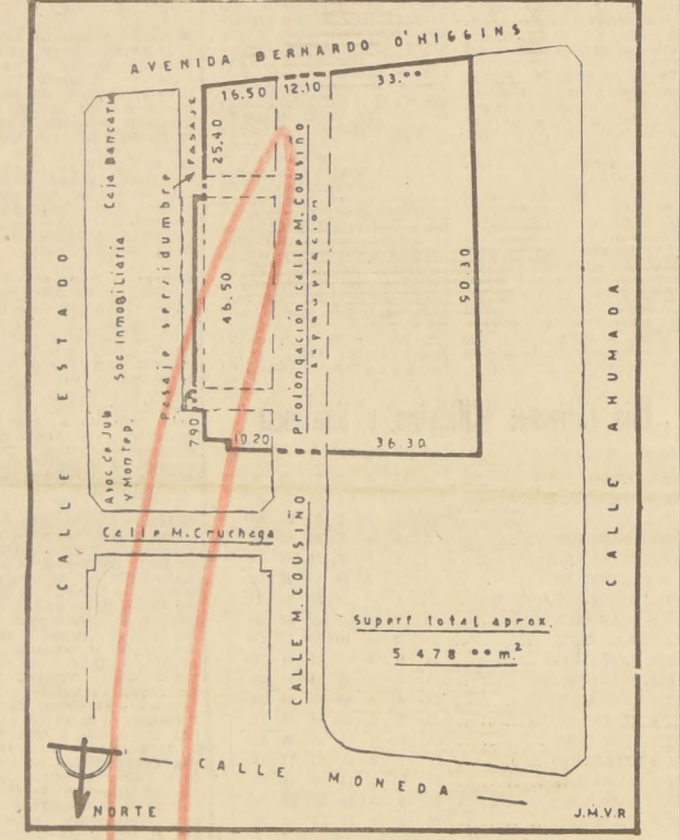 AVENIDA BERNARDO O'HIGGINS
16.50
12.10
33.00
PASAJE
25.40
Caja Bancaria
Pasaje servidumbre
Soc inmobiliaria
Asoc de Jub.
y Montep.
46.50
Prolongación calle M. Cousiño
Expropiación
90.30
CALLE ESTADO
CALLE AHUMADA
7.90
10.20
36.30
Calle M. Cruchaga
CALLE M. COUSIÑO
Superf total aprox.
5 478 00 m.2
CALLE MONEDA
NORTE
J.M.V.R